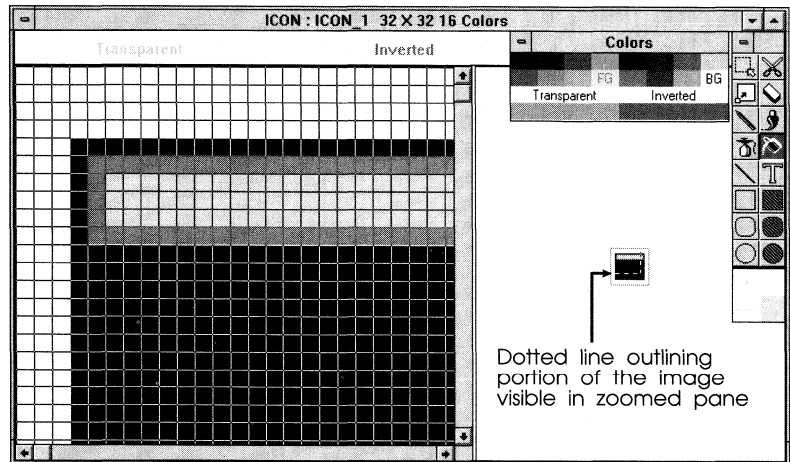 ICON : ICON_1 32 X 32 16 Colors
Transparent Inverted
Colors
FG BG
Transparent Inverted
T
Dotted line outlining
portion of the image
visible in zoomed pane